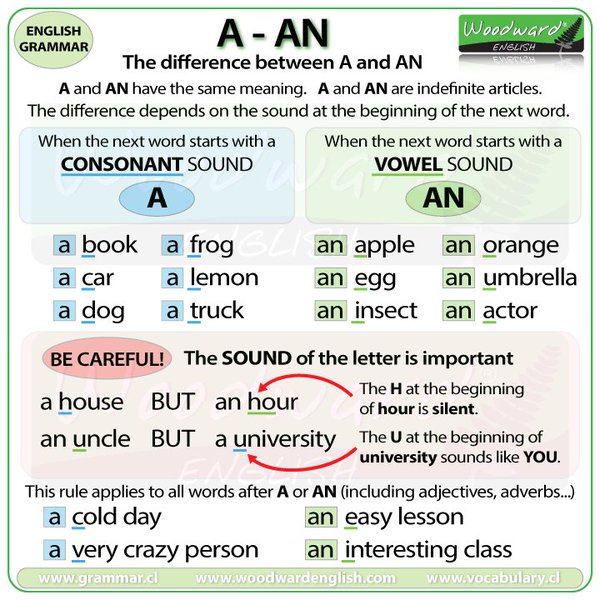 ENGLISH
GRAMMAR
A - AN
Woodward®
ENGLISH
The difference between A and AN
A and AN have the same meaning. A and AN are indefinite articles.
The difference depends on the sound at the beginning of the next word.
When the next word starts with a
CONSONANT SOUND
A
When the next word starts with a
VOWEL SOUND
AN
a book a frog
a car a lemon
a dog a truck
an apple an orange
an egg an umbrella
an insect an actor
BE CAREFUL! The SOUND of the letter is important
a house BUT an hour
The H at the beginning
of hour is silent.
an uncle BUT a university
The U at the beginning of
university sounds like YOU.
This rule applies to all words after A or AN (including adjectives, adverbs...)
a cold day an easy lesson
a very crazy person an interesting class
www.grammar.cl www.woodwardenglish.com www.vocabulary.cl
Woodward
ENGLISH
Woodward®
ENGLISH